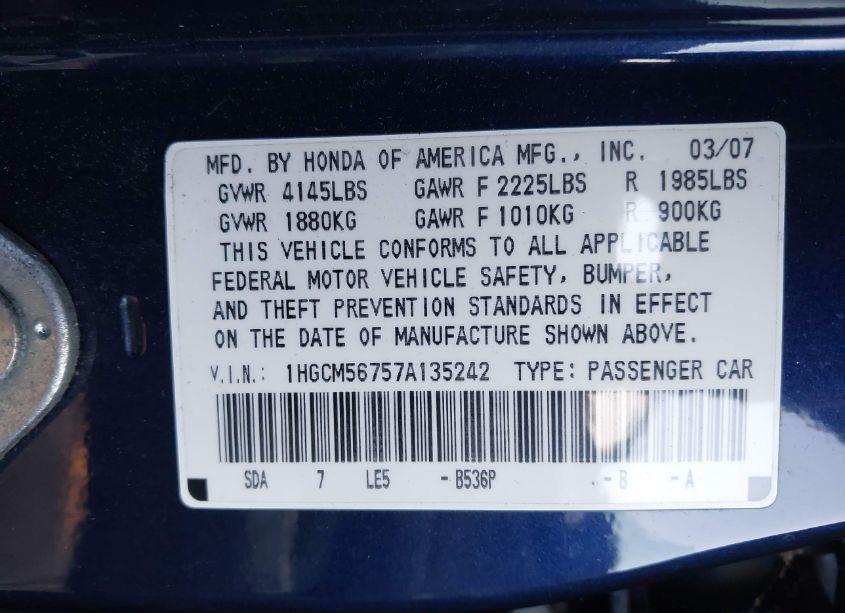 MFD. BY HONDA OF AMERICA MFG., INC. 03/07
GVWR 4145LBS GAWR F 2225LBS R 1985LBS
GVWR 1880KG GAWR F 1010KG R 900KG
THIS VEHICLE CONFORMS TO ALL APPLICABLE
FEDERAL MOTOR VEHICLE SAFETY, BUMPER,
AND THEFT PREVENTION STANDARDS IN EFFECT
ON THE DATE OF MANUFACTURE SHOWN ABOVE.
V.I.N.: 1HGCM56757A135242 TYPE: PASSENGER CAR
SDA 7 LE5 -B536P .-B -A